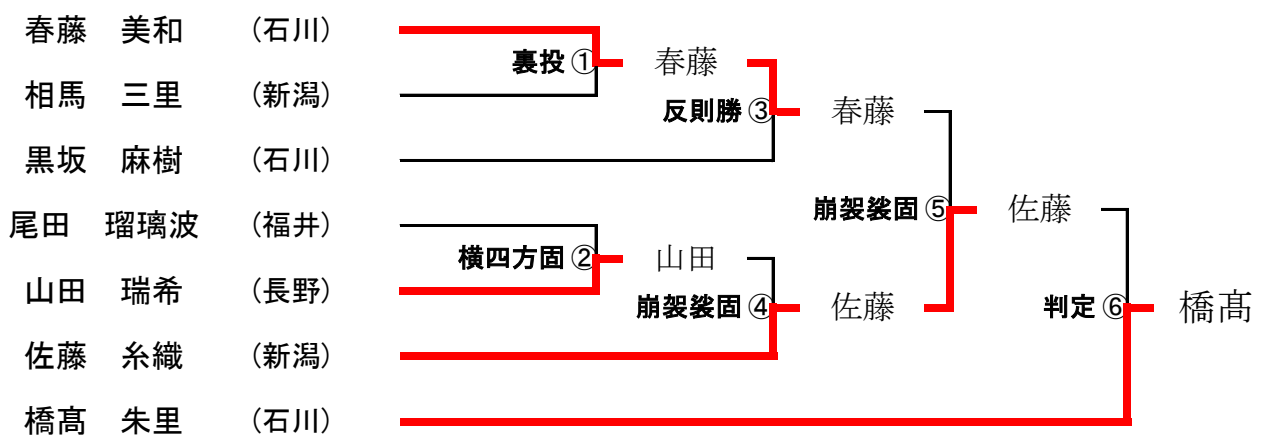 春藤　美和　（石川）
裏投 ① 春藤
相馬　三里　（新潟）
反則勝 ③ 春藤
黒坂　麻樹　（石川）
崩袈裟固 ⑤ 佐藤
尾田　瑠璃波　（福井）
横四方固 ② 山田
山田　瑞希　（長野）
崩袈裟固 ④ 佐藤
判定 ⑥ 橋髙
佐藤　糸織　（新潟）
橋髙　朱里　（石川）